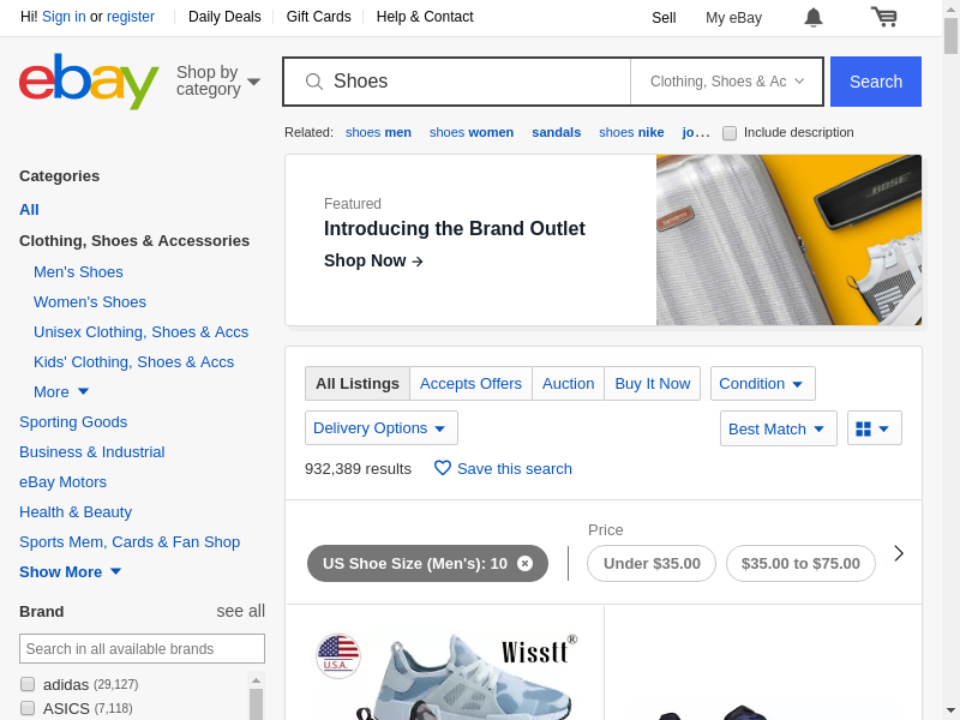 Hi! Sign in or register
Daily Deals
Gift Cards
Help & Contact
Sell
My eBay
ebay
Shop by
category
Shoes
Clothing, Shoes & Ac
Search
Related: shoes men shoes women sandals shoes nike jo...
Include description
Categories
All
Clothing, Shoes & Accessories
Men's Shoes
Women's Shoes
Unisex Clothing, Shoes & Accs
Kids' Clothing, Shoes & Accs
More
Sporting Goods
Business & Industrial
eBay Motors
Health & Beauty
Sports Mem, Cards & Fan Shop
Show More
Brand
see all
Search in all available brands
adidas (29,127)
ASICS (7,118)
Featured
Introducing the Brand Outlet
Shop Now →
BOSE
All Listings
Accepts Offers
Auction
Buy It Now
Condition
Delivery Options
Best Match
932,389 results
Save this search
Price
US Shoe Size (Men's): 10
Under $35.00
$35.00 to $75.00
U.S.A.
Wisstt®